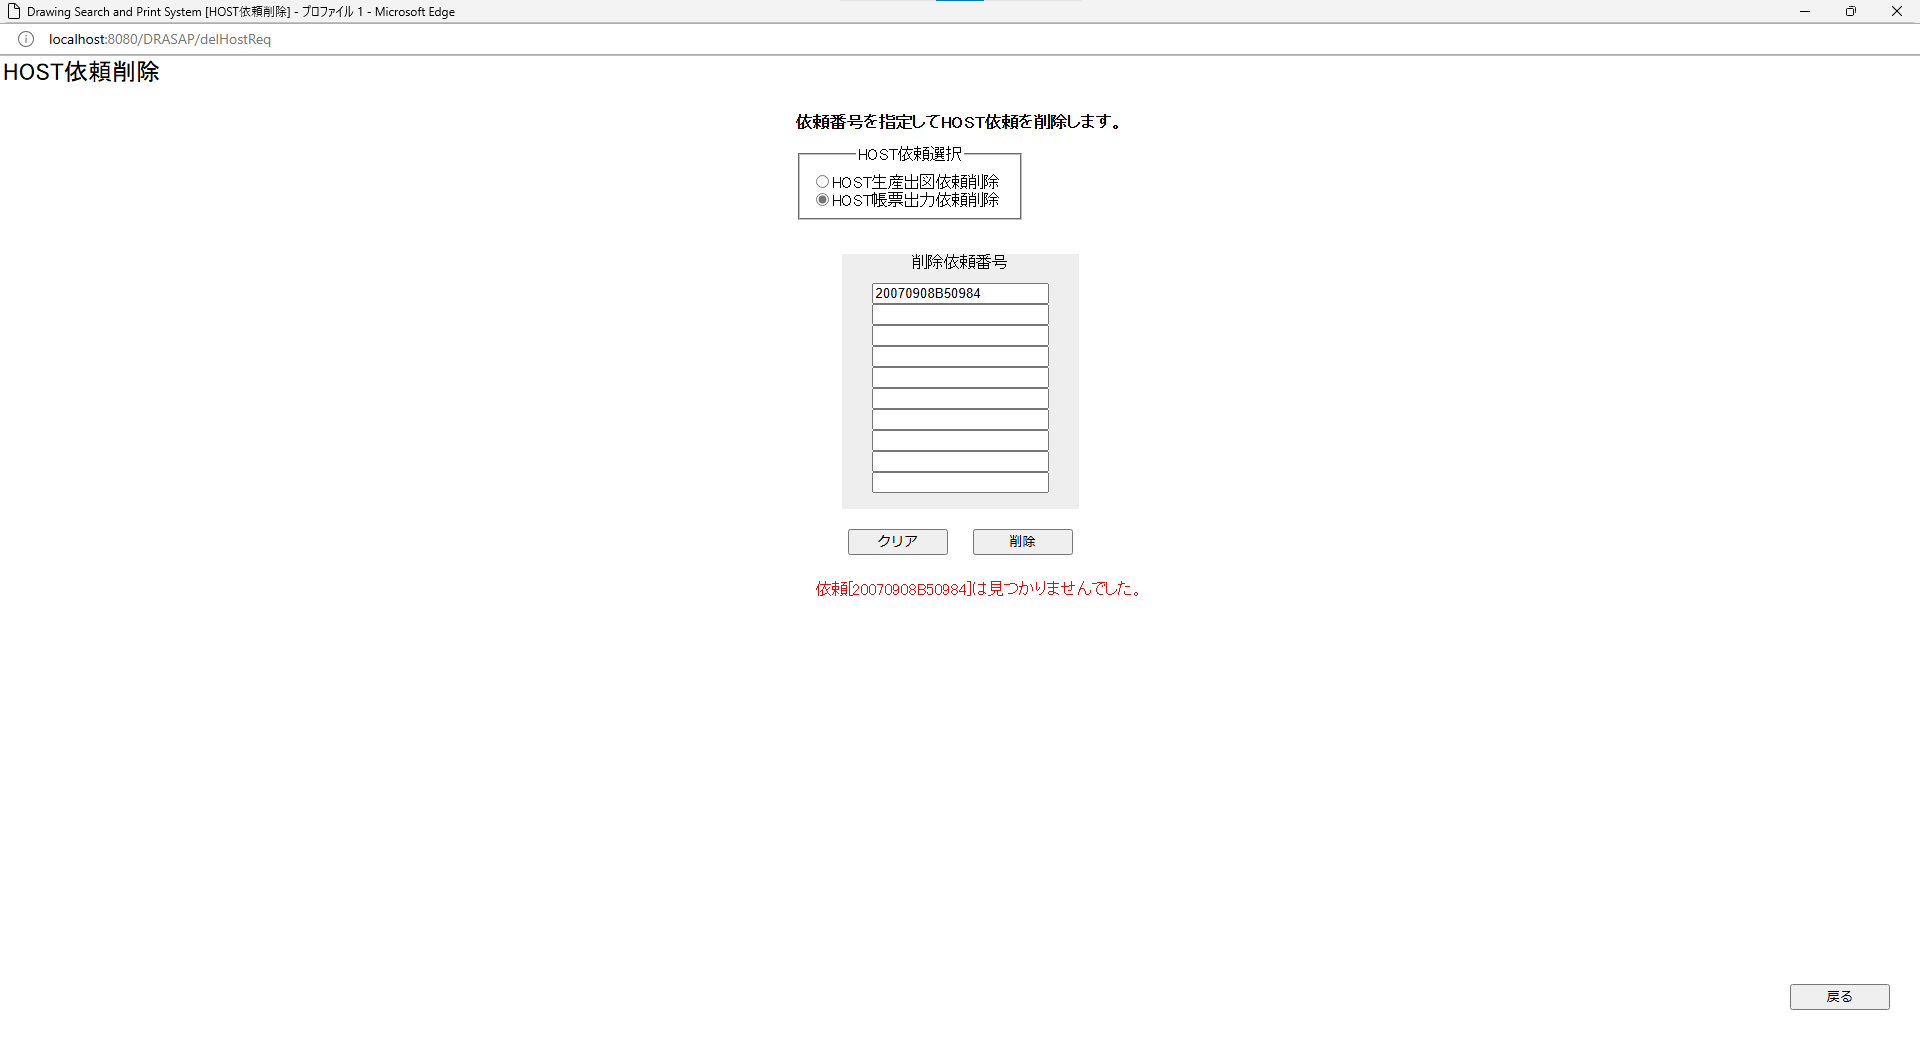 Drawing Search and Print System [HOST依頼削除] - プロファイル 1 - Microsoft Edge
localhost:8080/DRASAP/delHostReq
HOST依頼削除
依頼番号を指定してHOST依頼を削除します。
HOST依頼選択
HOST生産出図依頼削除
HOST帳票出力依頼削除
削除依頼番号
20070908B50984
クリア 削除
依頼[20070908B50984]は見つかりませんでした。
戻る